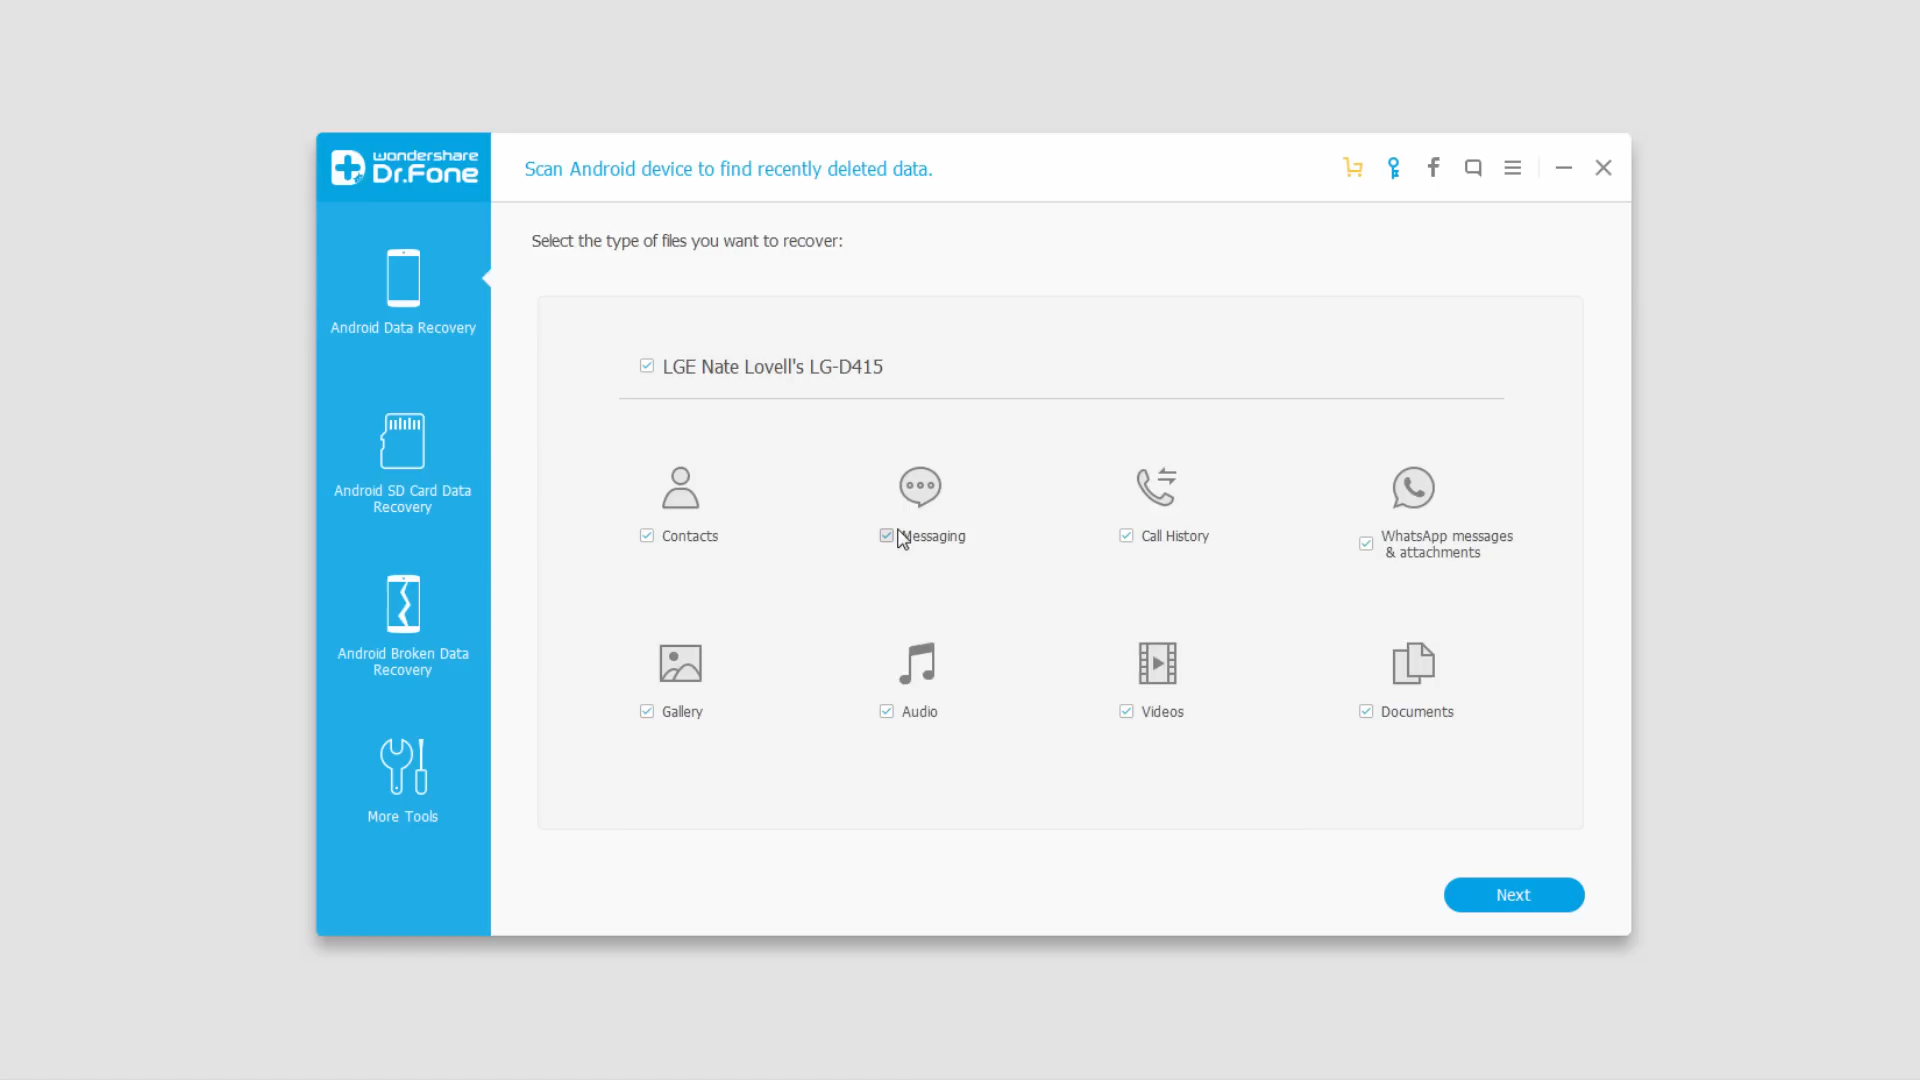 wondershare
Dr.Fone
Scan Android device to find recently deleted data.
Select the type of files you want to recover:
Android Data Recovery
Android SD Card Data
Recovery
Android Broken Data
Recovery
More Tools
LGE Nate Lovell's LG-D415
Contacts
Messaging
Call History
WhatsApp messages
& attachments
Gallery
Audio
Videos
Documents
Next